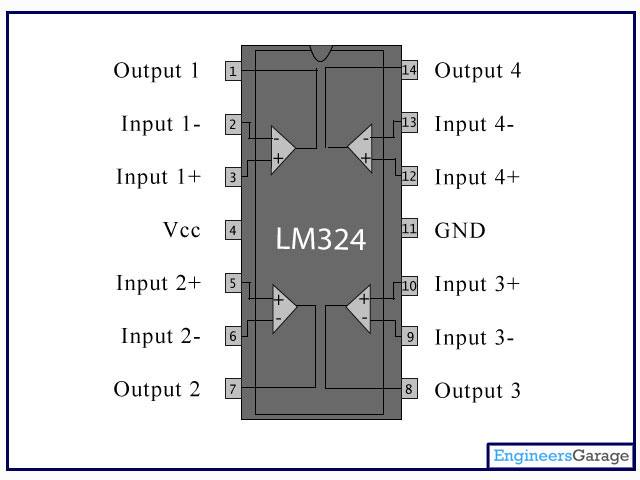 Output 1
1
14
Output 4
Input 1-
2
-
-
13
Input 4-
Input 1+
3
+
+
12
Input 4+
Vcc
4
LM324
11
GND
Input 2+
5
+
+
10
Input 3+
Input 2-
6
-
-
9
Input 3-
Output 2
7
8
Output 3
EngineersGarage